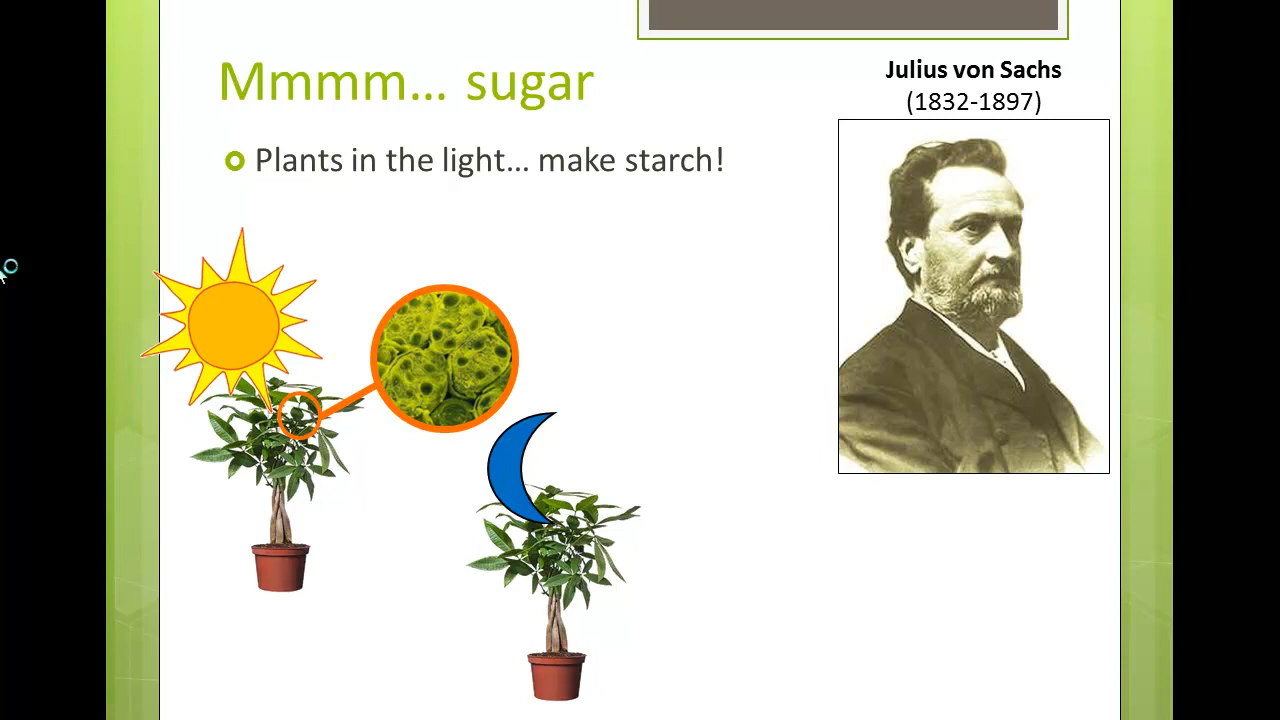 Mmmm... sugar
Julius von Sachs
(1832-1897)
Plants in the light... make starch!